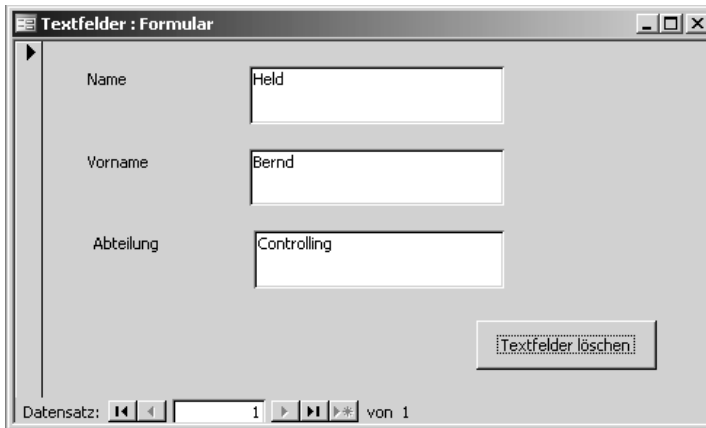 Textfelder : Formular
Name Held
Vorname Bernd
Abteilung Controlling
Textfelder löschen
Datensatz: 1 von 1